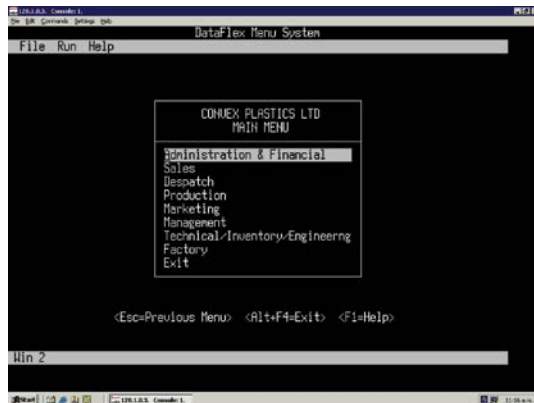 DataFlex Menu System
File Run Help
CONVEX PLASTICS LTD
MAIN MENU
Administration & Financial
Sales
Despatch
Production
Marketing
Management
Technical/Inventory/Engineerng
Factory
Exit
<Esc=Previous Menu> <Alt+F4=Exit> <F1=Help>
Win 2
Start